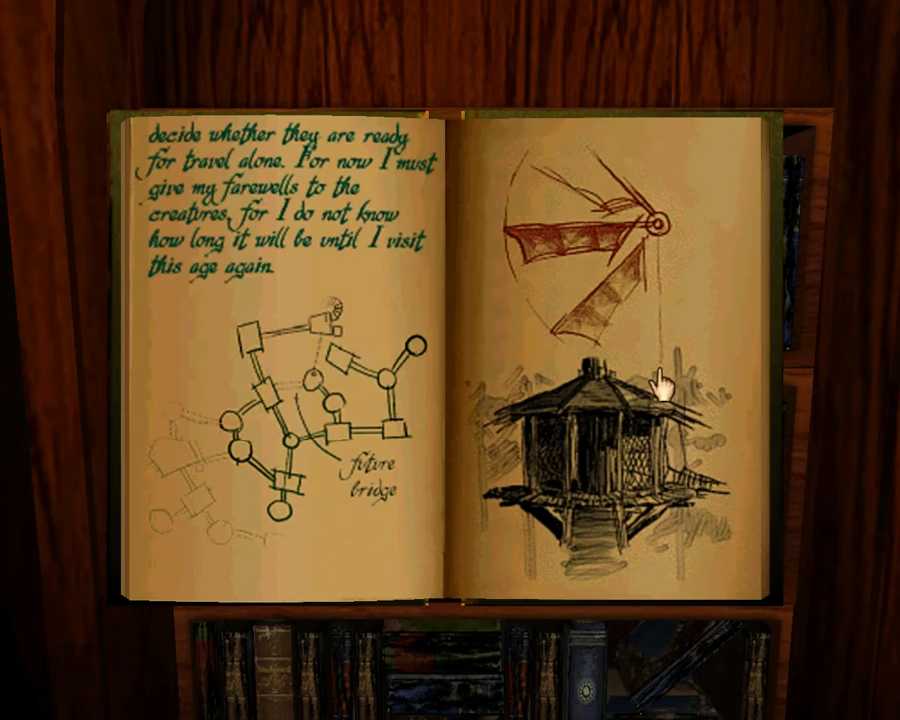 decide whether they are ready
for travel alone. For now I must
give my farewells to the
creatures, for I do not know
how long it will be until I visit
this age again.
future
bridge